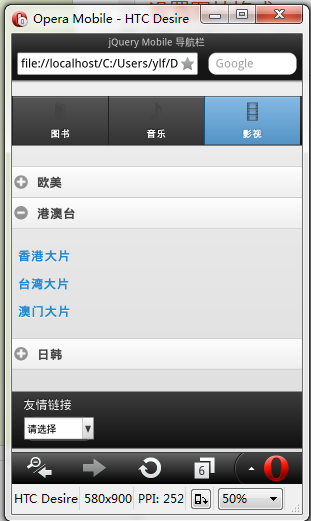 Opera Mobile - HTC Desire
jQuery Mobile 导航栏
file://localhost/C:/Users/ylf/D
Google
图书
音乐
影视
欧美
港澳台
香港大片
台湾大片
澳门大片
日韩
友情链接
请选择
6
HTC Desire
580x900
PPI: 252
50%